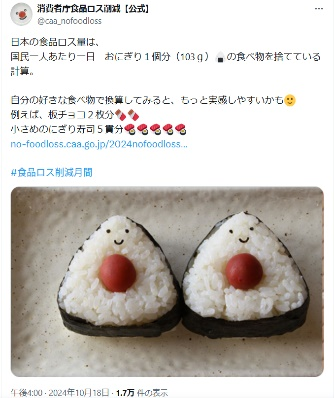 消費者庁食品ロス削減【公式】
@caa_nofoodloss
日本の食品ロス量は、
国民一人あたり一日　おにぎり１個分（103ｇ）🍙の食べ物を捨てている
計算。
自分の好きな食べ物で換算してみると、もっと実感しやすいかも🙂
例えば、板チョコ２枚分🍫🍫
小さめのにぎり寿司５貫分🍣🍣🍣🍣🍣
no-foodloss.caa.go.jp/2024nofoodloss...
#食品ロス削減月間
午後4:00 · 2024年10月18日 · 1.7万 件の表示